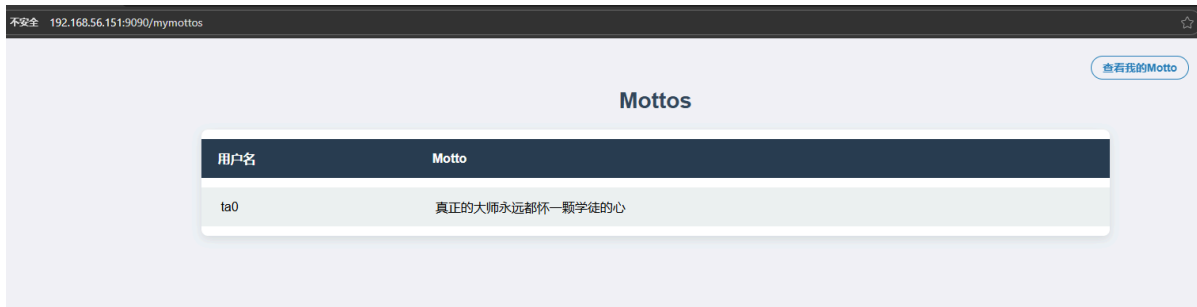 不安全 192.168.56.151:9090/mymottos
查看我的Motto
Mottos
用户名 Motto
ta0 真正的大师永远都怀一颗学徒的心